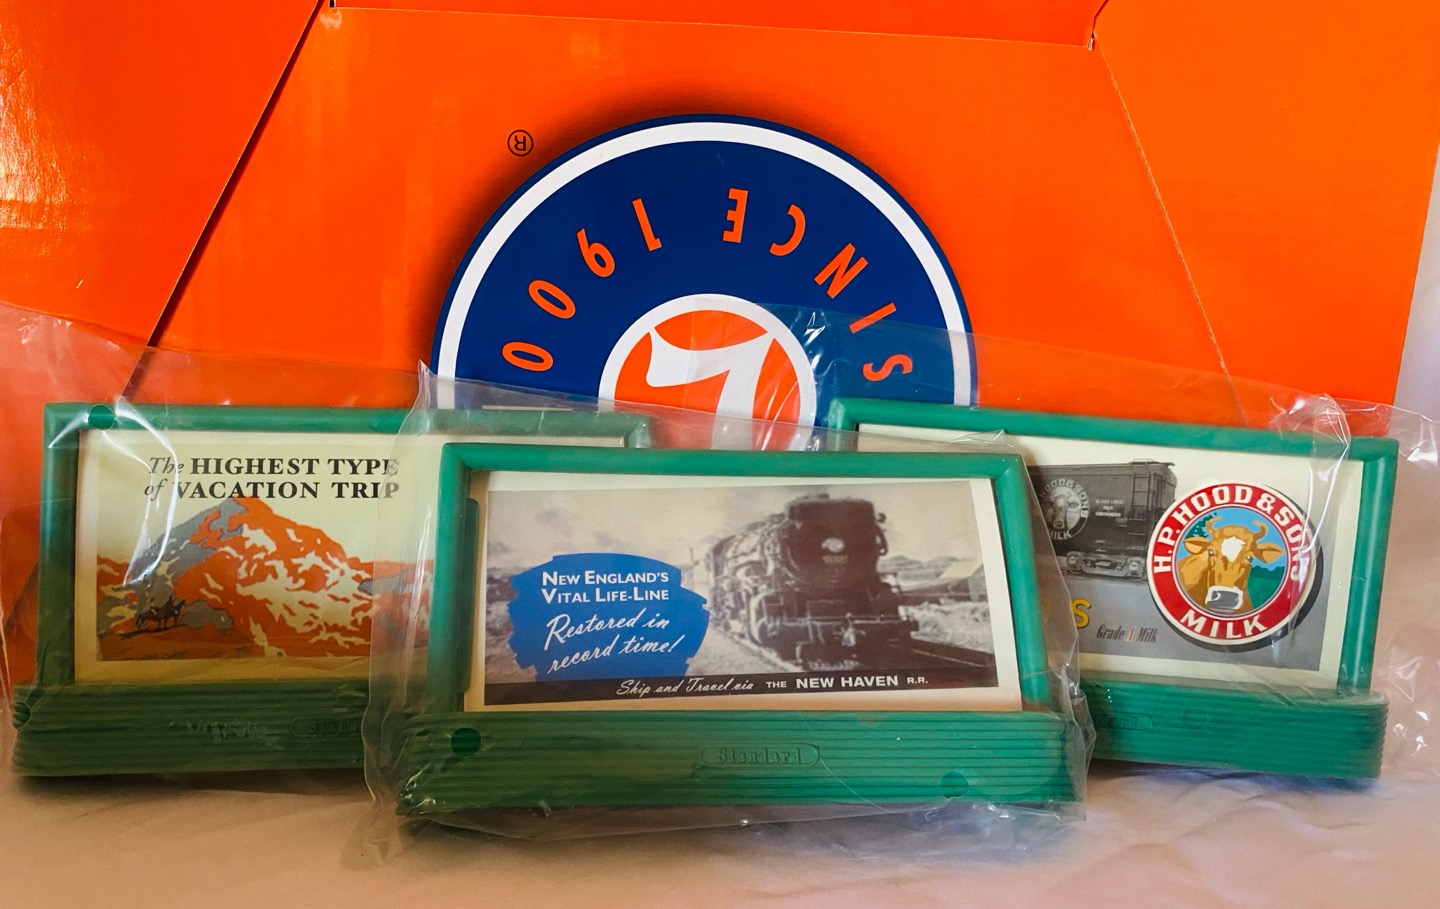 ®
SINCE 1900
L
The HIGHEST TYPE
of VACATION TRIP
NEW ENGLAND'S
VITAL LIFE-LINE
Restored in
record time!
Ship and Travel via THE NEW HAVEN R.R.
Standard
MILK
H.P. HOOD & SONS
MILK
Grade A Milk